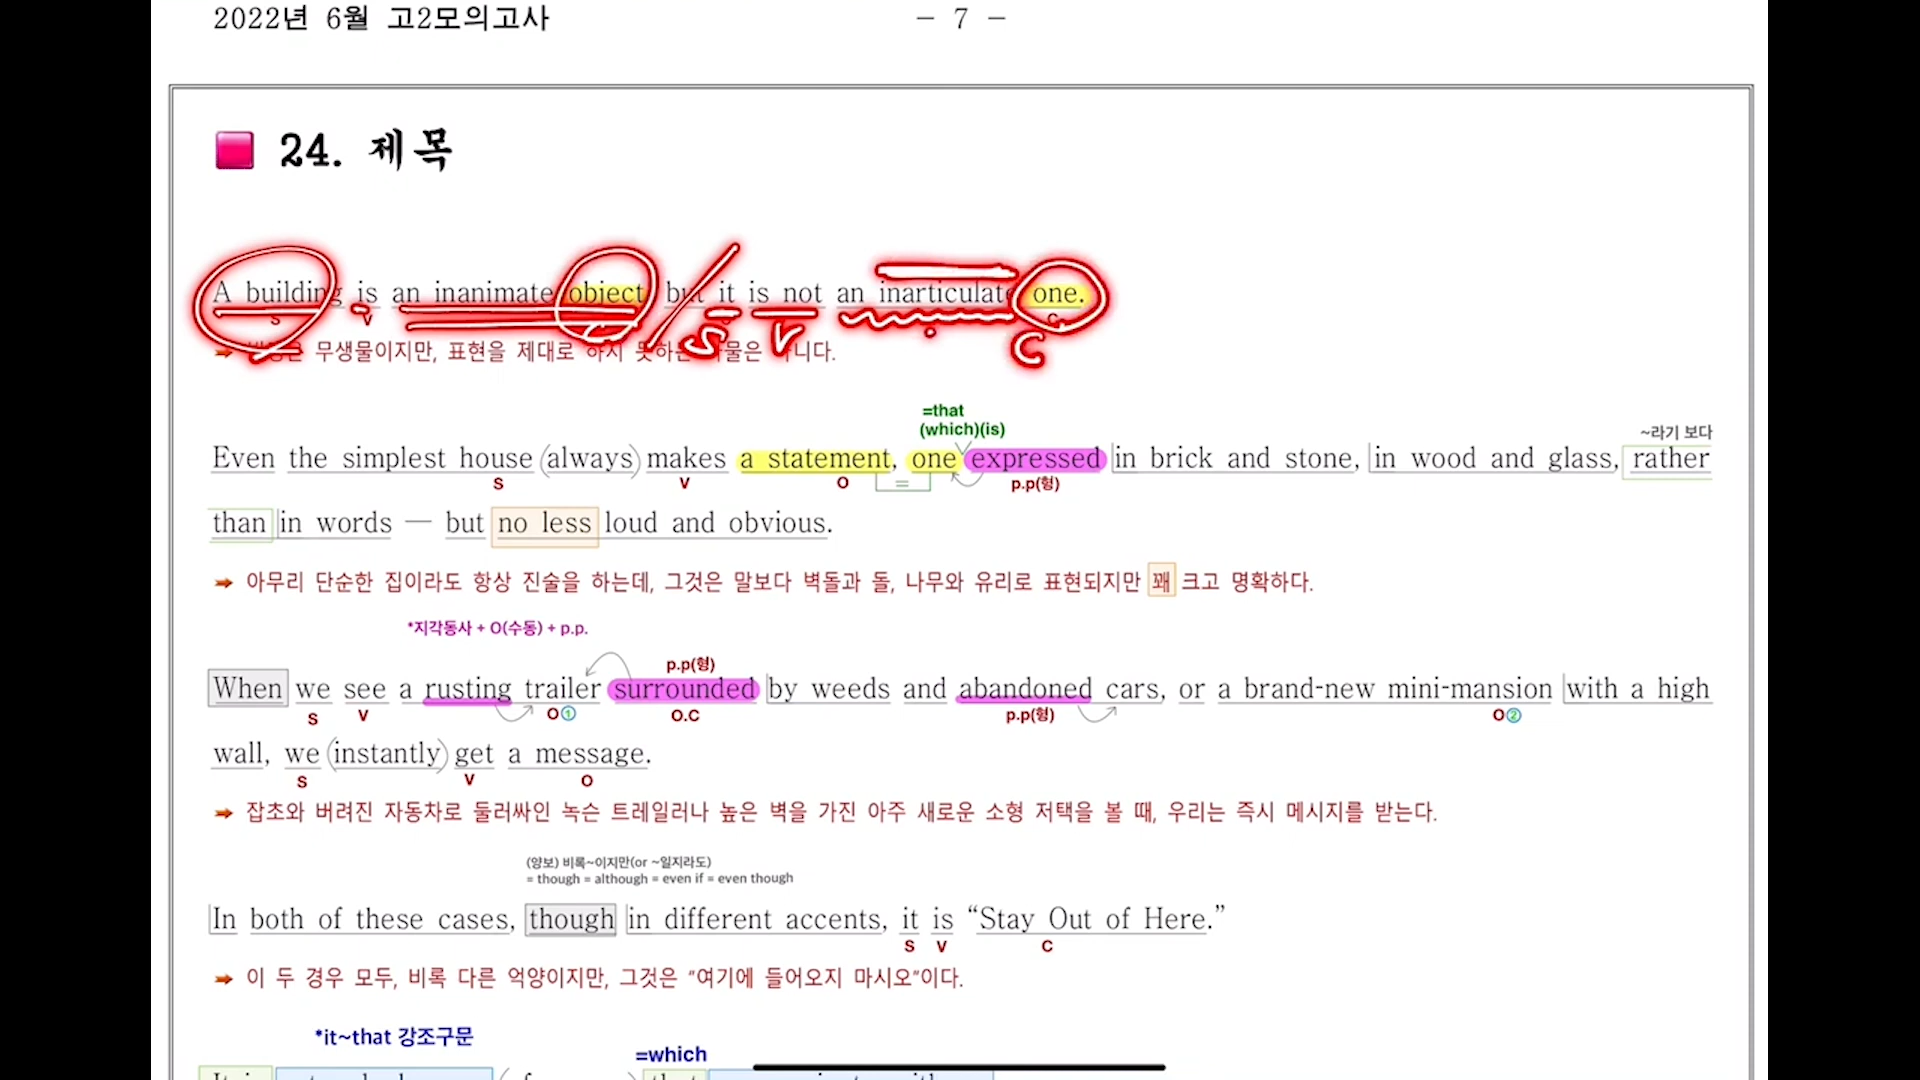 2022년 6월 고2모의고사 - 7 -
24. 제목
A building is an inanimate object but it is not an inarticulate one.
S V S V C C
무생물이지만, 표현을 제대로 하지 못하는
=that
(which)(is)
~라기 보다
Even the simplest house (always) makes a statement, one expressed in brick and stone, in wood and glass, rather
S V O = p.p(형)
than in words — but no less loud and obvious.
➡ 아무리 단순한 집이라도 항상 진술을 하는데, 그것은 말보다 벽돌과 돌, 나무와 유리로 표현되지만 꽤 크고 명확하다.
*지각동사 + O(수동) + p.p.
p.p(형)
When we see a rusting trailer surrounded by weeds and abandoned cars, or a brand-new mini-mansion with a high
S V O① O.C p.p(형) O②
wall, we (instantly) get a message.
S V O
➡ 잡초와 버려진 자동차로 둘러싸인 녹슨 트레일러나 높은 벽을 가진 아주 새로운 소형 저택을 볼 때, 우리는 즉시 메시지를 받는다.
(양보) 비록~이지만(or ~일지라도)
= though = although = even if = even though
In both of these cases, though in different accents, it is “Stay Out of Here.”
S V C
➡ 이 두 경우 모두, 비록 다른 억양이지만, 그것은 "여기에 들어오지 마시오"이다.
*it~that 강조구문
=which